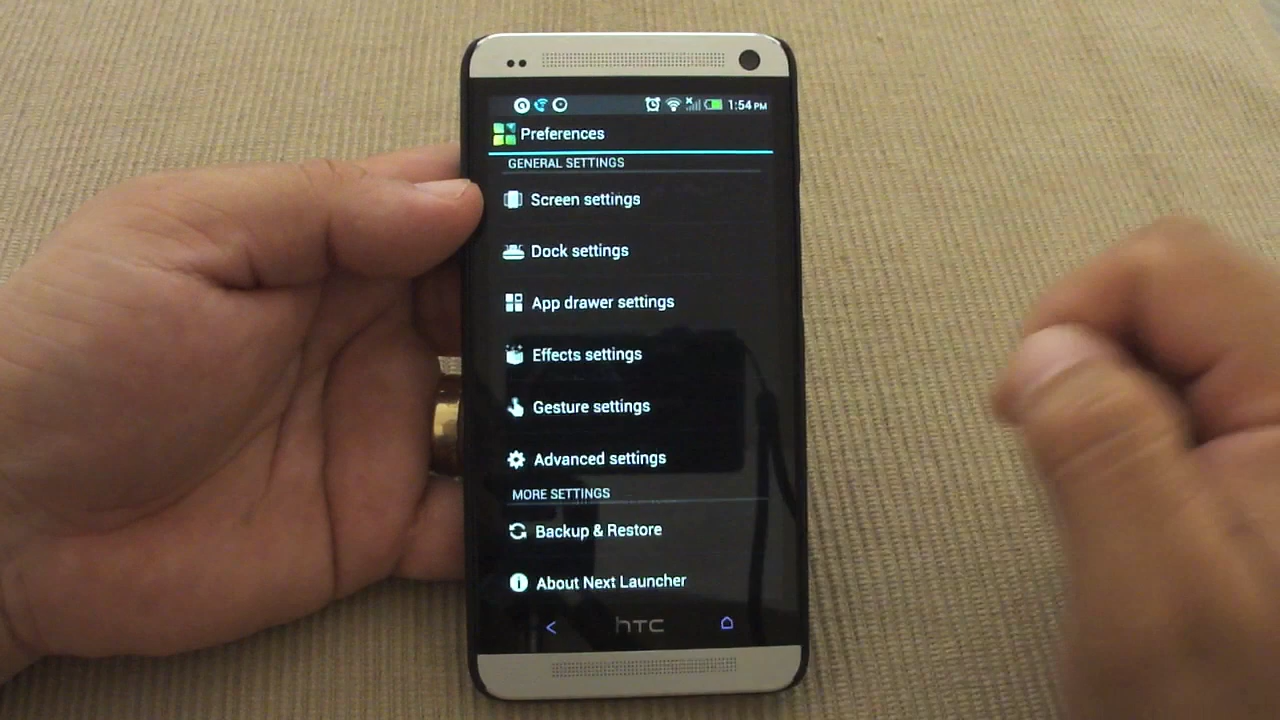 1:54 PM
Preferences
GENERAL SETTINGS
Screen settings
Dock settings
App drawer settings
Effects settings
Gesture settings
Advanced settings
MORE SETTINGS
Backup & Restore
About Next Launcher
hTC